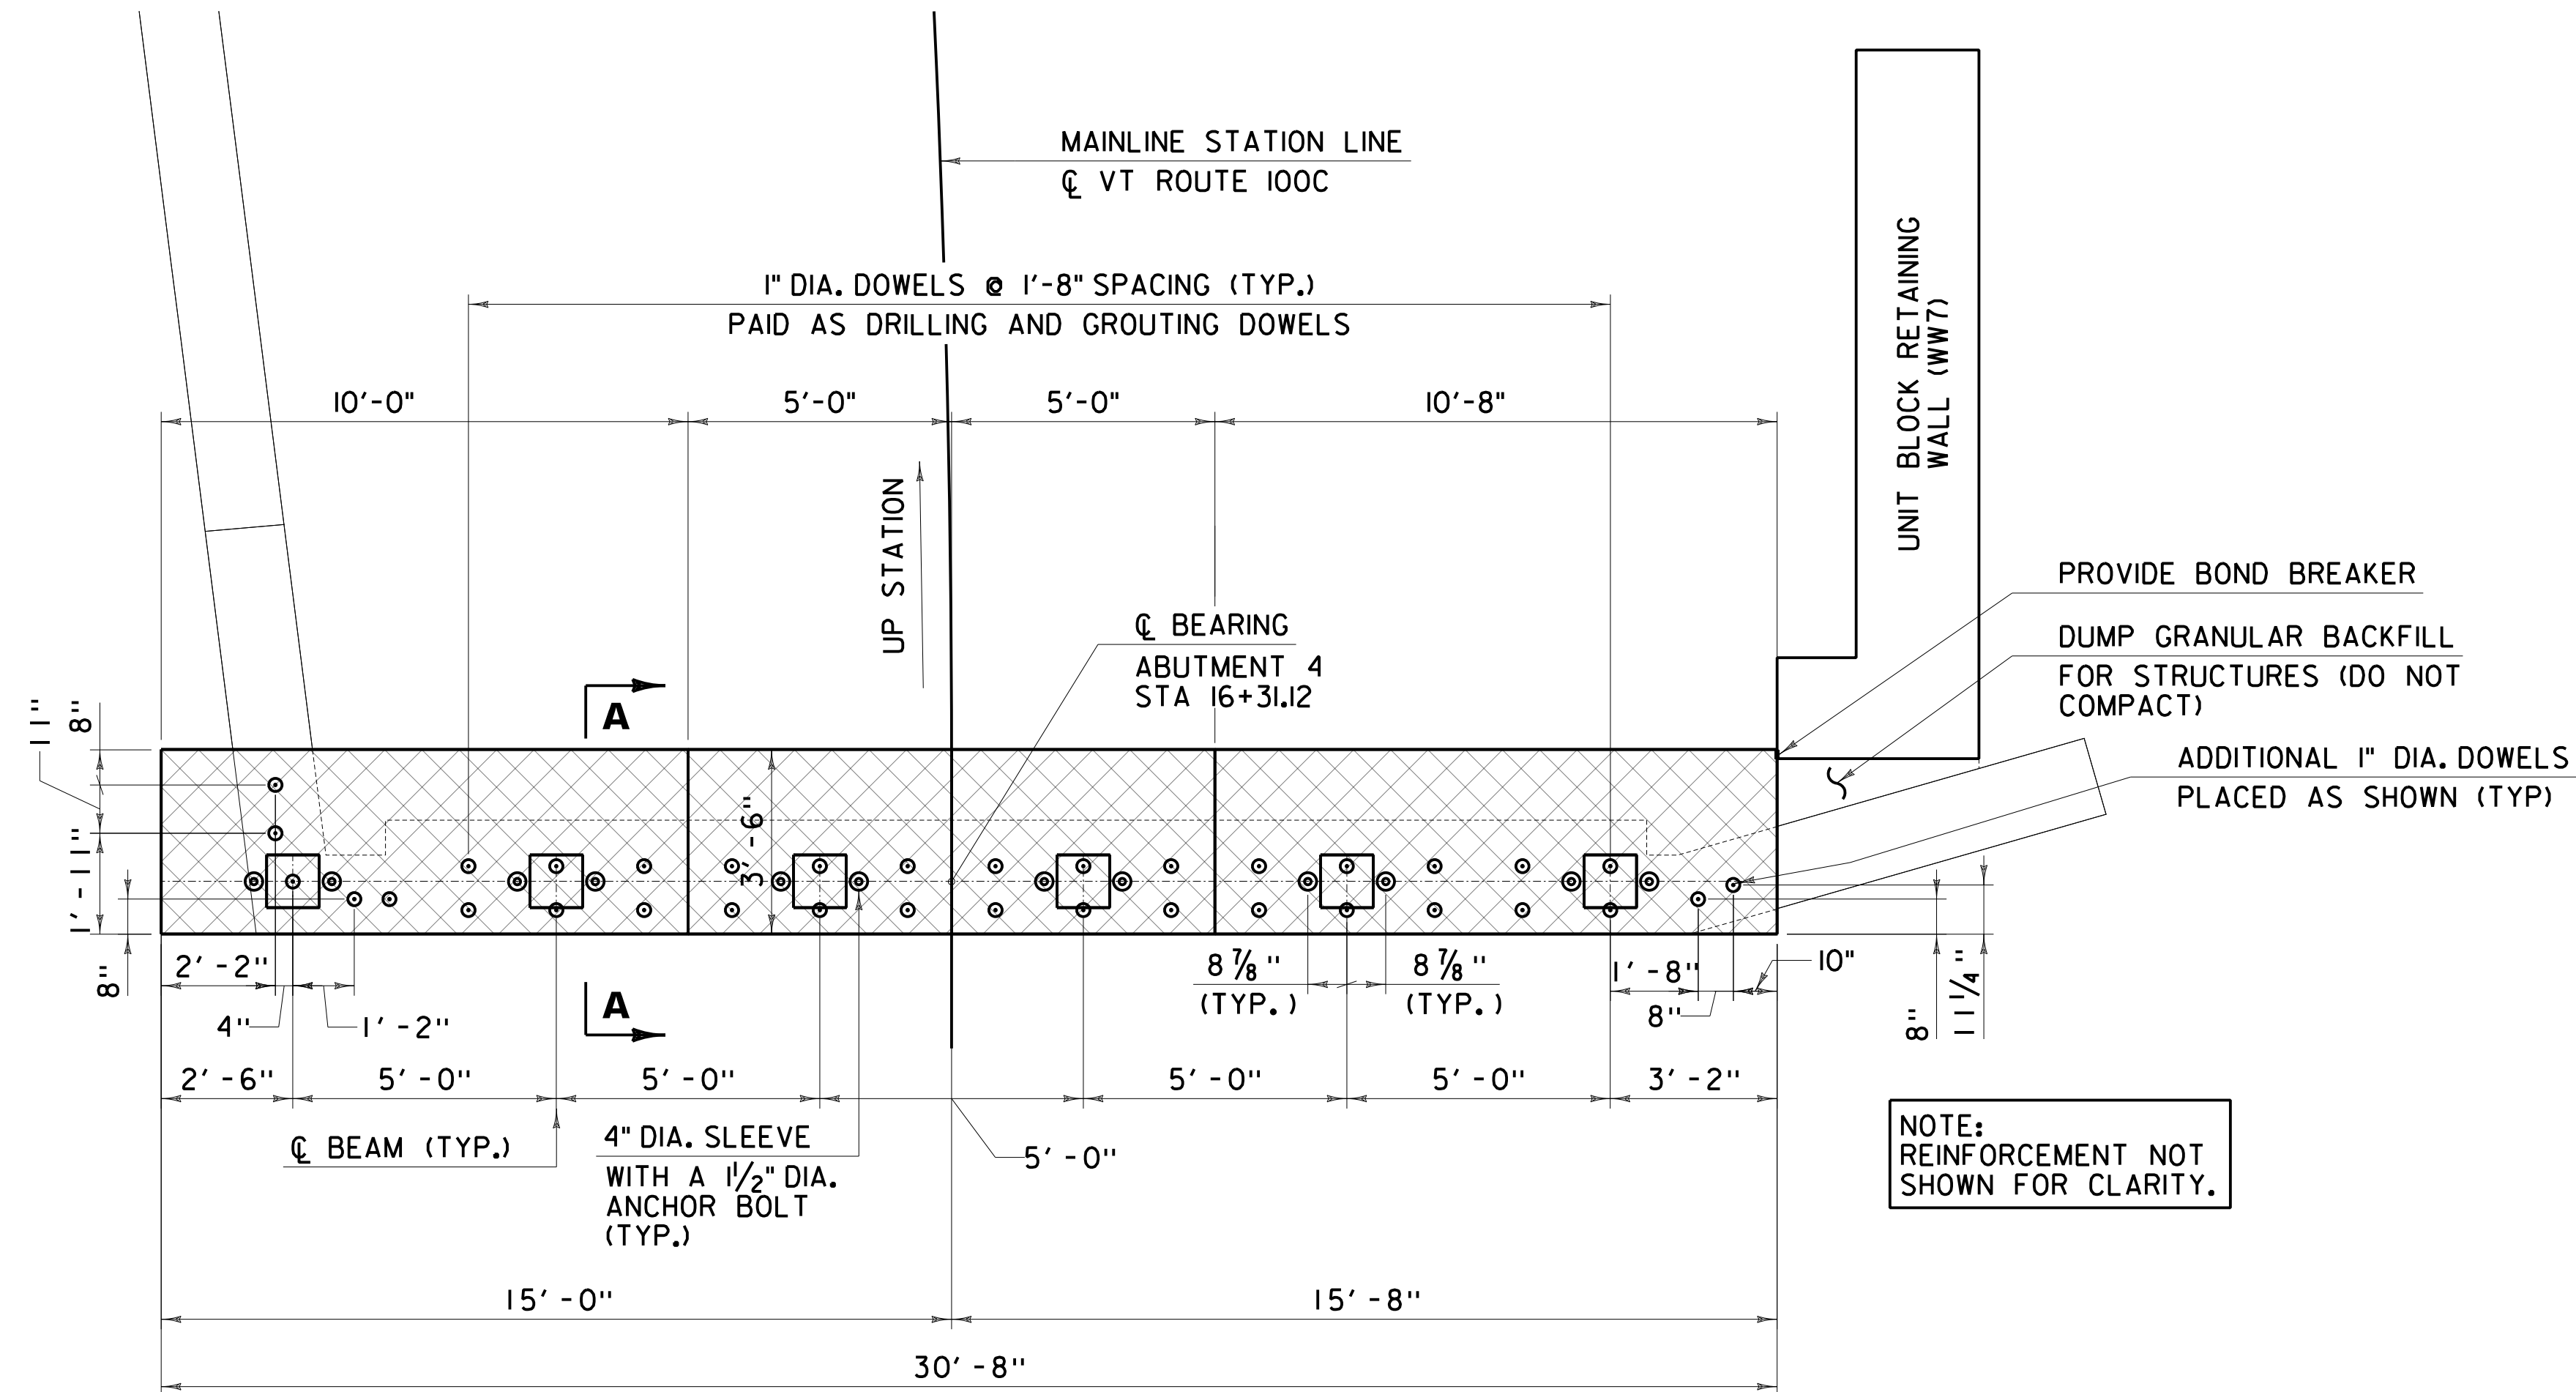 MAINLINE STATION LINE
℄ VT ROUTE 100C
1" DIA. DOWELS @ 1'-8" SPACING (TYP.)
PAID AS DRILLING AND GROUTING DOWELS
10'-0"
5'-0"
5'-0"
10'-8"
UP STATION
UNIT BLOCK RETAINING
WALL (WW7)
PROVIDE BOND BREAKER
℄ BEARING
ABUTMENT 4
STA 16+31.12
DUMP GRANULAR BACKFILL
FOR STRUCTURES (DO NOT
COMPACT)
ADDITIONAL 1" DIA. DOWELS
PLACED AS SHOWN (TYP)
A
11"
8"
1'-11"
8"
3'-6"
2'-2"
4"
1'-2"
A
8 7/8"
(TYP.)
8 7/8"
(TYP.)
1'-8"
8"
10"
8"
11 1/4"
2'-6"
5'-0"
5'-0"
5'-0"
5'-0"
5'-0"
3'-2"
℄ BEAM (TYP.)
4" DIA. SLEEVE
WITH A 1 1/2" DIA.
ANCHOR BOLT
(TYP.)
NOTE:
REINFORCEMENT NOT
SHOWN FOR CLARITY.
15'-0"
15'-8"
30'-8"